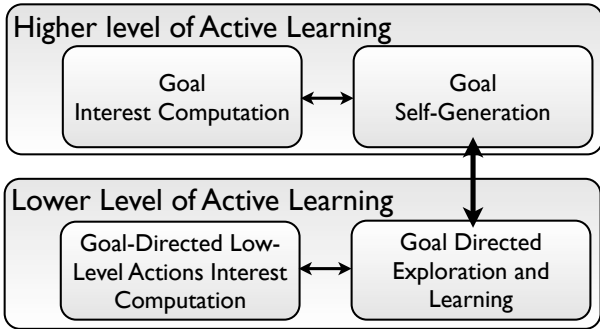 Higher level of Active Learning
Goal
Interest Computation
Goal
Self-Generation
Lower Level of Active Learning
Goal-Directed Low-
Level Actions Interest
Computation
Goal Directed
Exploration and
Learning